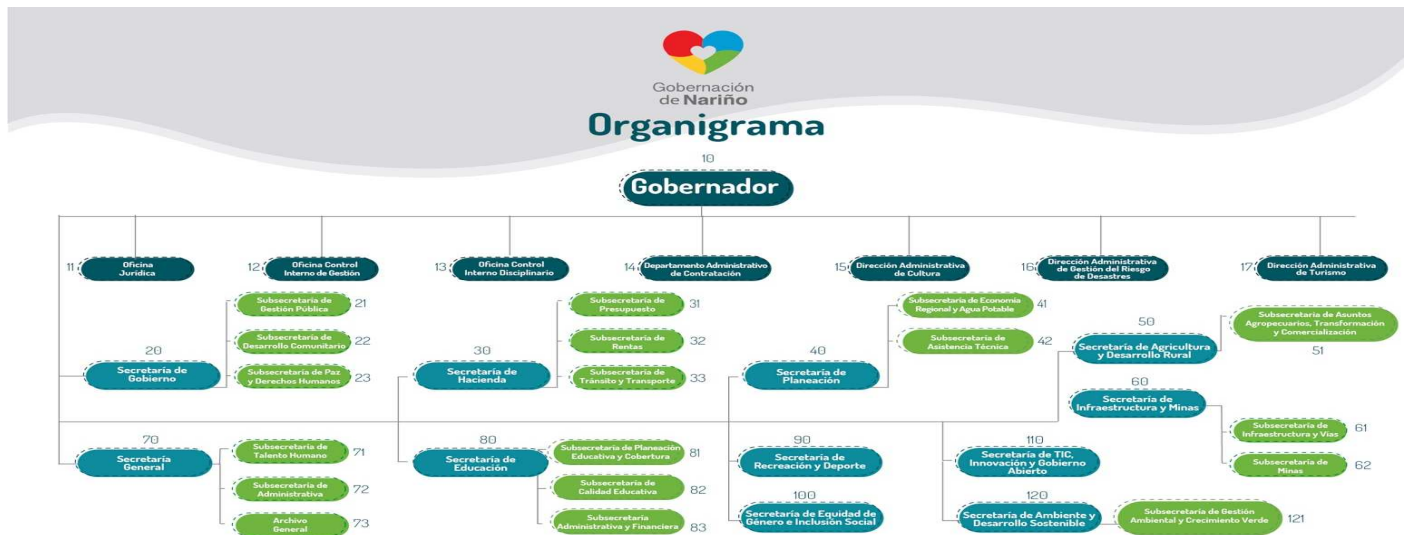 Gobernación
de Nariño
Organigrama
10
Gobernador
11
Oficina
Jurídica
12
Oficina Control
Interno de Gestión
13
Oficina Control
Interno Disciplinario
14
Departamento Administrativo
de Contratación
15
Dirección Administrativa
de Cultura
16
Dirección Administrativa
de Gestión del Riesgo
de Desastres
17
Dirección Administrativa
de Turismo
20
Secretaría de
Gobierno
Subsecretaría de
Gestión Pública
21
Subsecretaría de
Desarrollo Comunitario
22
Subsecretaría de Paz
y Derechos Humanos
23
30
Secretaría de
Hacienda
Subsecretaría de
Presupuesto
31
Subsecretaría de
Rentas
32
Subsecretaría de
Tránsito y Transporte
33
40
Secretaría de
Planeación
Subsecretaría de Economía
Regional y Agua Potable
41
Subsecretaría de
Asistencia Técnica
42
50
Secretaría de Agricultura
y Desarrollo Rural
Subsecretaría de Asuntos
Agropecuarios, Transformación
y Comercialización
51
60
Secretaría de
Infraestructura y Minas
Subsecretaría de
Infraestructura y Vías
61
Subsecretaría de
Minas
62
70
Secretaría
General
Subsecretaría de
Talento Humano
71
Subsecretaría de
Administrativa
72
Archivo
General
73
80
Secretaría de
Educación
Subsecretaría de Planeación
Educativa y Cobertura
81
Subsecretaría de
Calidad Educativa
82
Subsecretaría
Administrativa y Financiera
83
90
Secretaría de
Recreación y Deporte
100
Secretaría de Equidad de
Género e Inclusión Social
110
Secretaría de TIC,
Innovación y Gobierno
Abierto
120
Secretaría de Ambiente y
Desarrollo Sostenible
Subsecretaría de Gestión
Ambiental y Crecimiento Verde
121